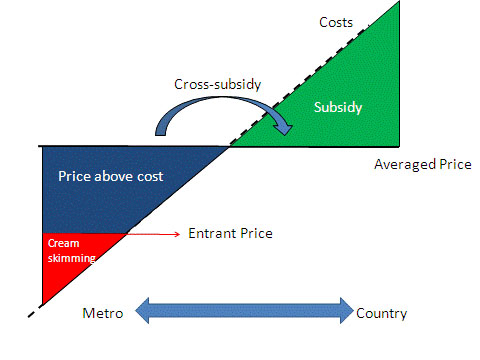 Costs
Cross-subsidy
Subsidy
Averaged Price
Price above cost
Entrant Price
Cream
skimming
Metro
Country